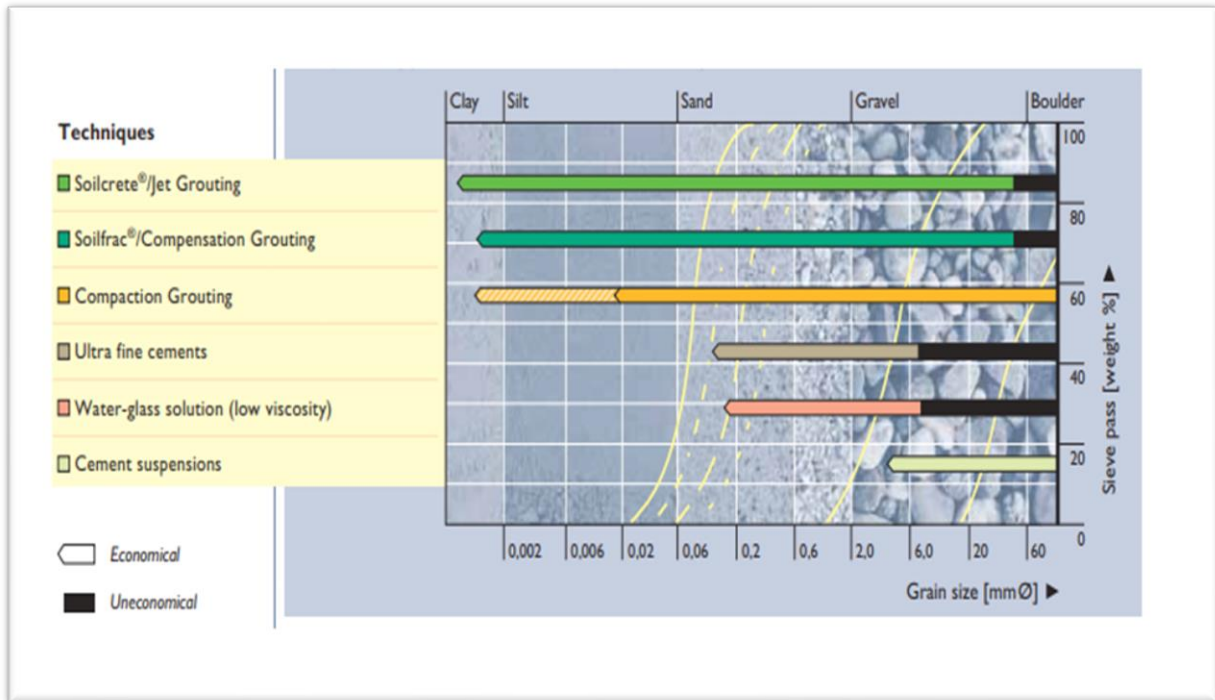 Clay Silt Sand Gravel Boulder
Techniques
Soilcrete®/Jet Grouting
Soilfrac®/Compensation Grouting
Compaction Grouting
Ultra fine cements
Water-glass solution (low viscosity)
Cement suspensions
Economical
Uneconomical
100
80
60
40
20
0
Sieve pass [weight %]
0,002 0,006 0,02 0,06 0,2 0,6 2,0 6,0 20 60
Grain size [mm Ø]